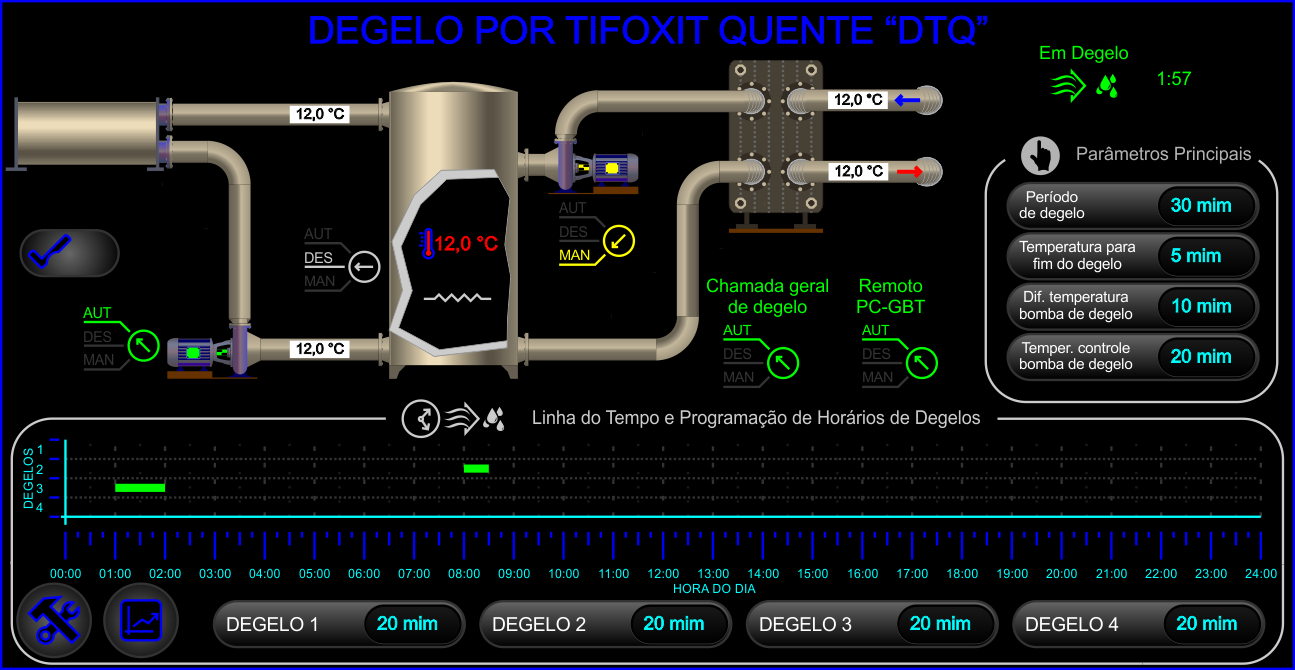 DEGELO POR TIFOXIT QUENTE “DTQ”
Em Degelo
1:57
12,0 °C
12,0 °C
12,0 °C
12,0 °C
12,0 °C
AUT
DES
MAN
AUT
DES
MAN
AUT
DES
MAN
Chamada geral
de degelo
AUT
DES
MAN
Remoto
PC-GBT
AUT
DES
MAN
Parâmetros Principais
Período
de degelo
30 mim
Temperatura para
fim do degelo
5 mim
Dif. temperatura
bomba de degelo
10 mim
Temper. controle
bomba de degelo
20 mim
Linha do Tempo e Programação de Horários de Degelos
DEGELOS
1
2
3
4
00:00 01:00 02:00 03:00 04:00 05:00 06:00 07:00 08:00 09:00 10:00 11:00 12:00 13:00 14:00 15:00 16:00 17:00 18:00 19:00 20:00 21:00 22:00 23:00 24:00
HORA DO DIA
DEGELO 1 20 mim
DEGELO 2 20 mim
DEGELO 3 20 mim
DEGELO 4 20 mim